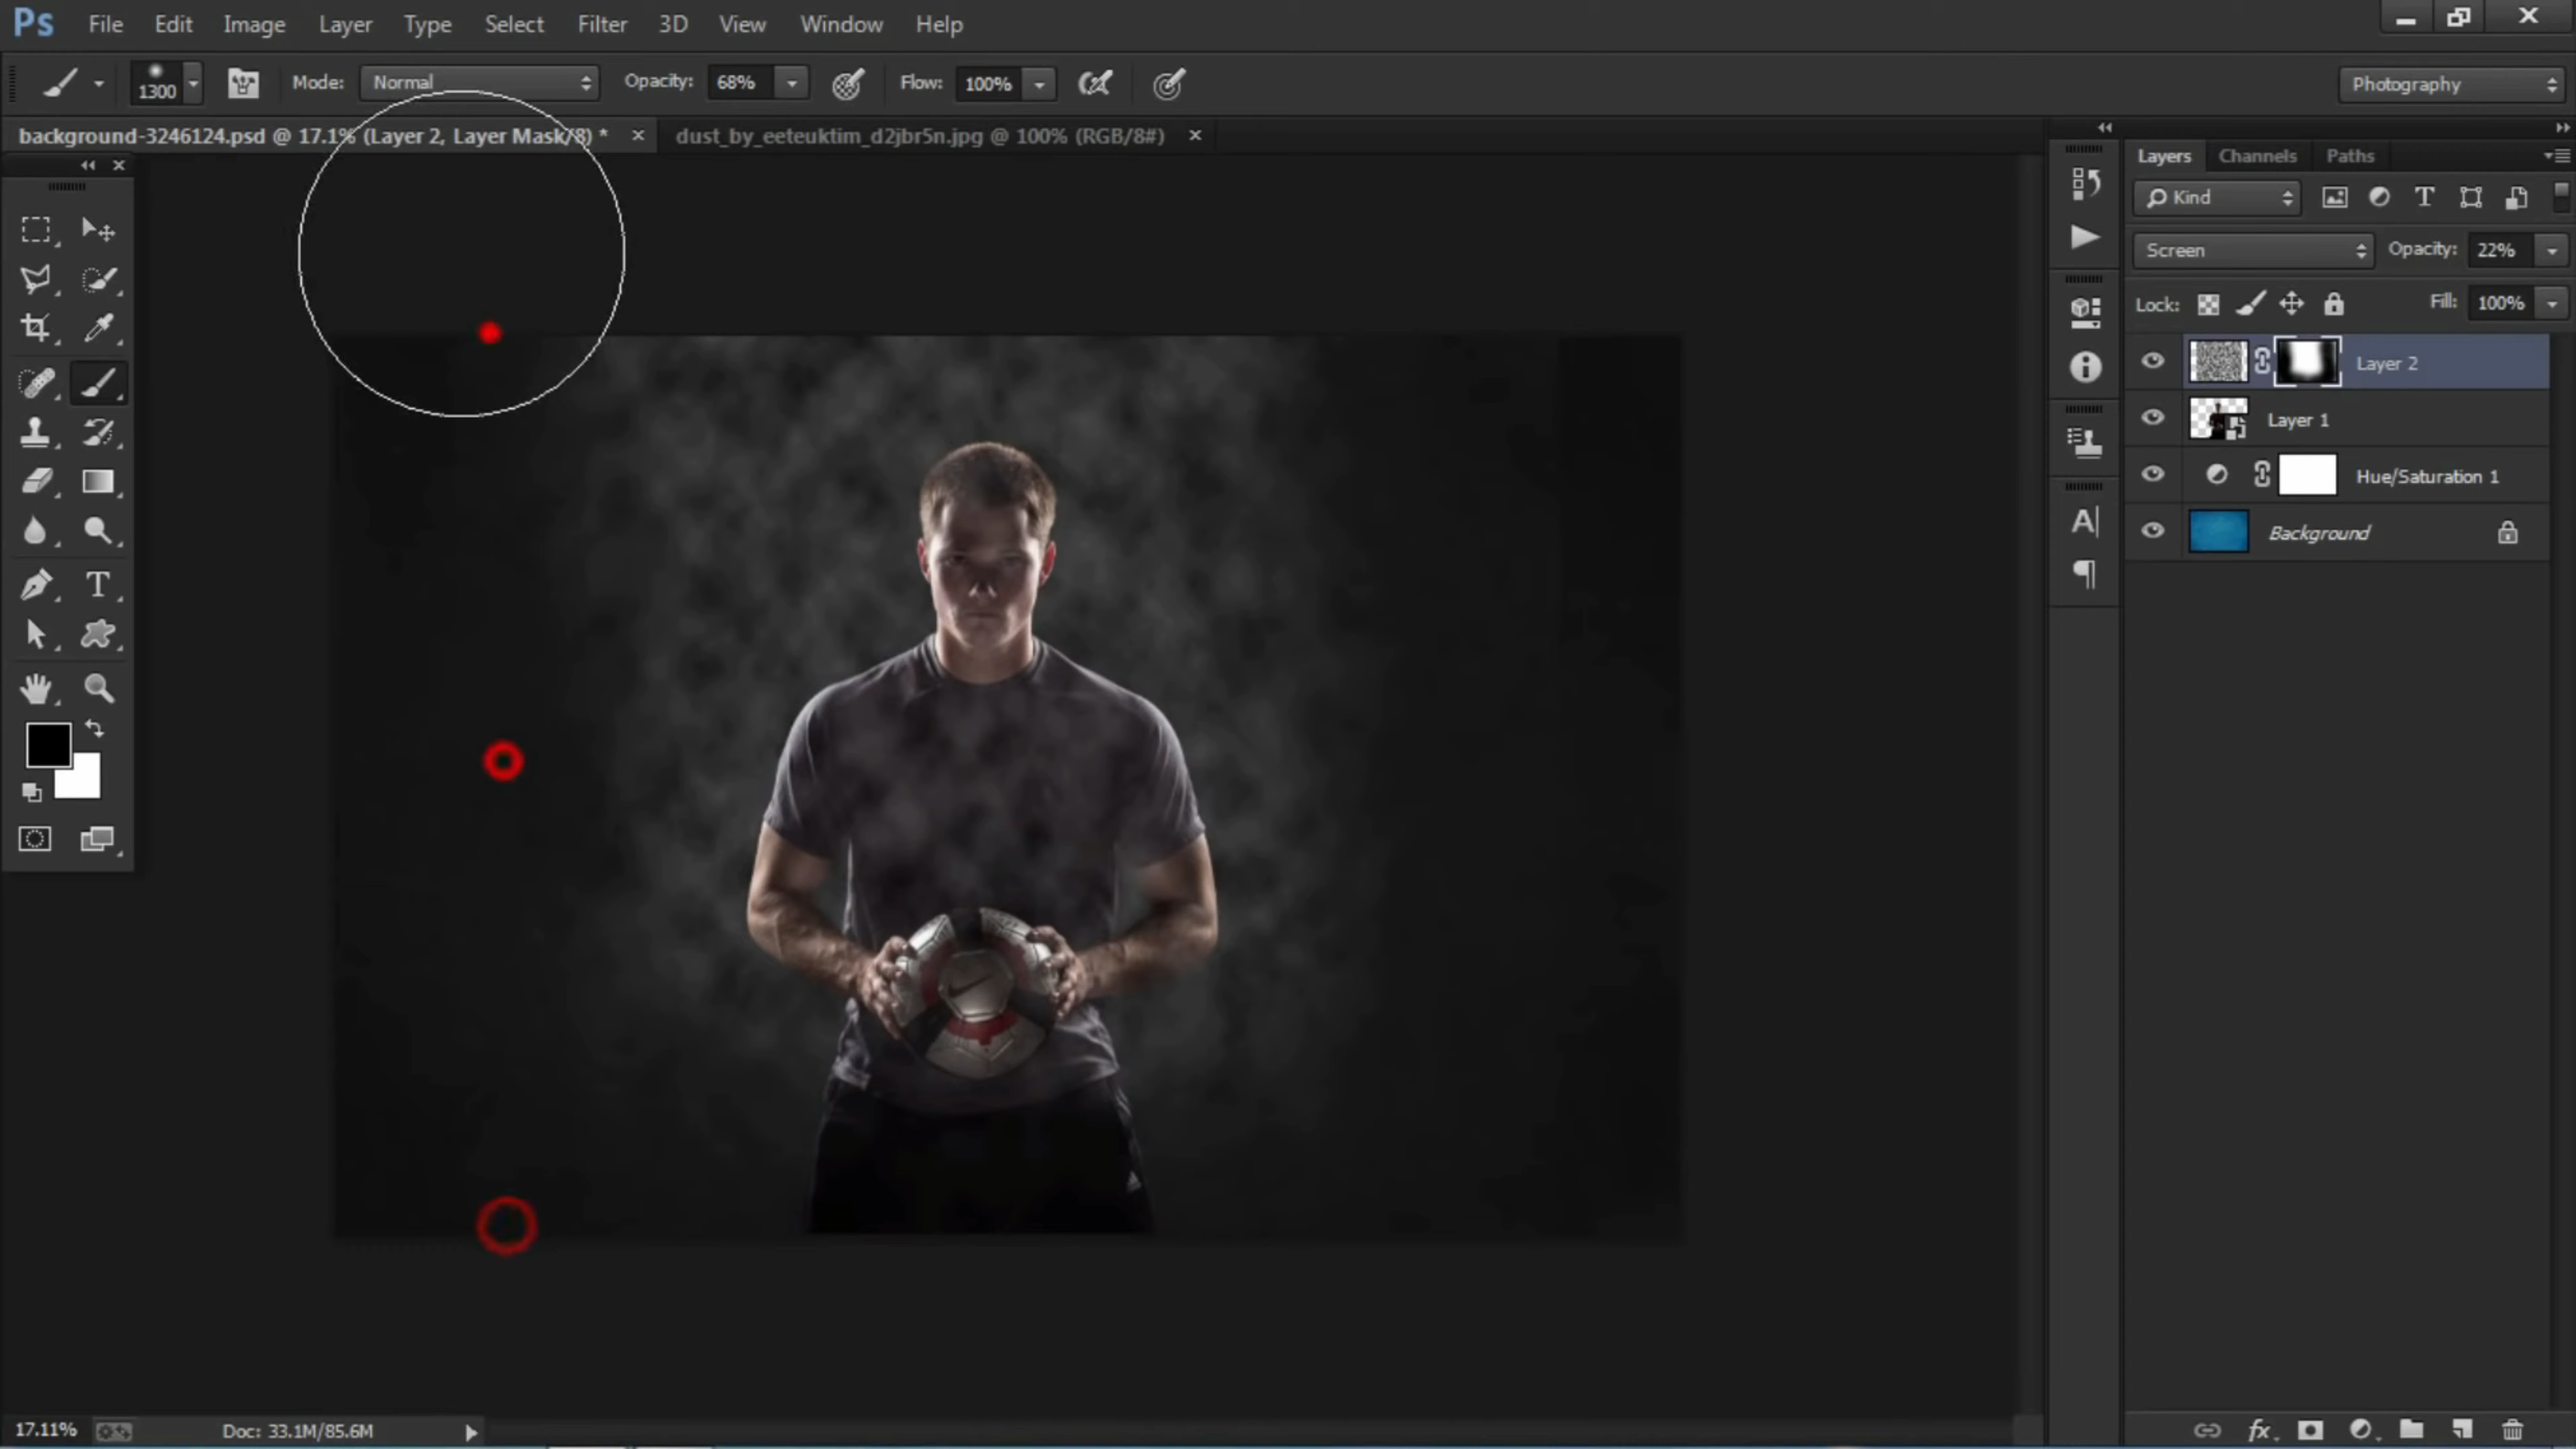 Ps File Edit Image Layer Type Select Filter 3D View Window Help
1300 Mode: Normal Opacity: 68% Flow: 100% Photography
background-3246124.psd @ 17.1% (Layer 2, Layer Mask/8) * dust_by_eeteuktim_d2jbr5n.jpg @ 100% (RGB/8#)
Layers Channels Paths
Kind
Screen Opacity: 22%
Lock: Fill: 100%
Layer 2
Layer 1
Hue/Saturation 1
Background
17.11% Doc: 33.1M/85.6M